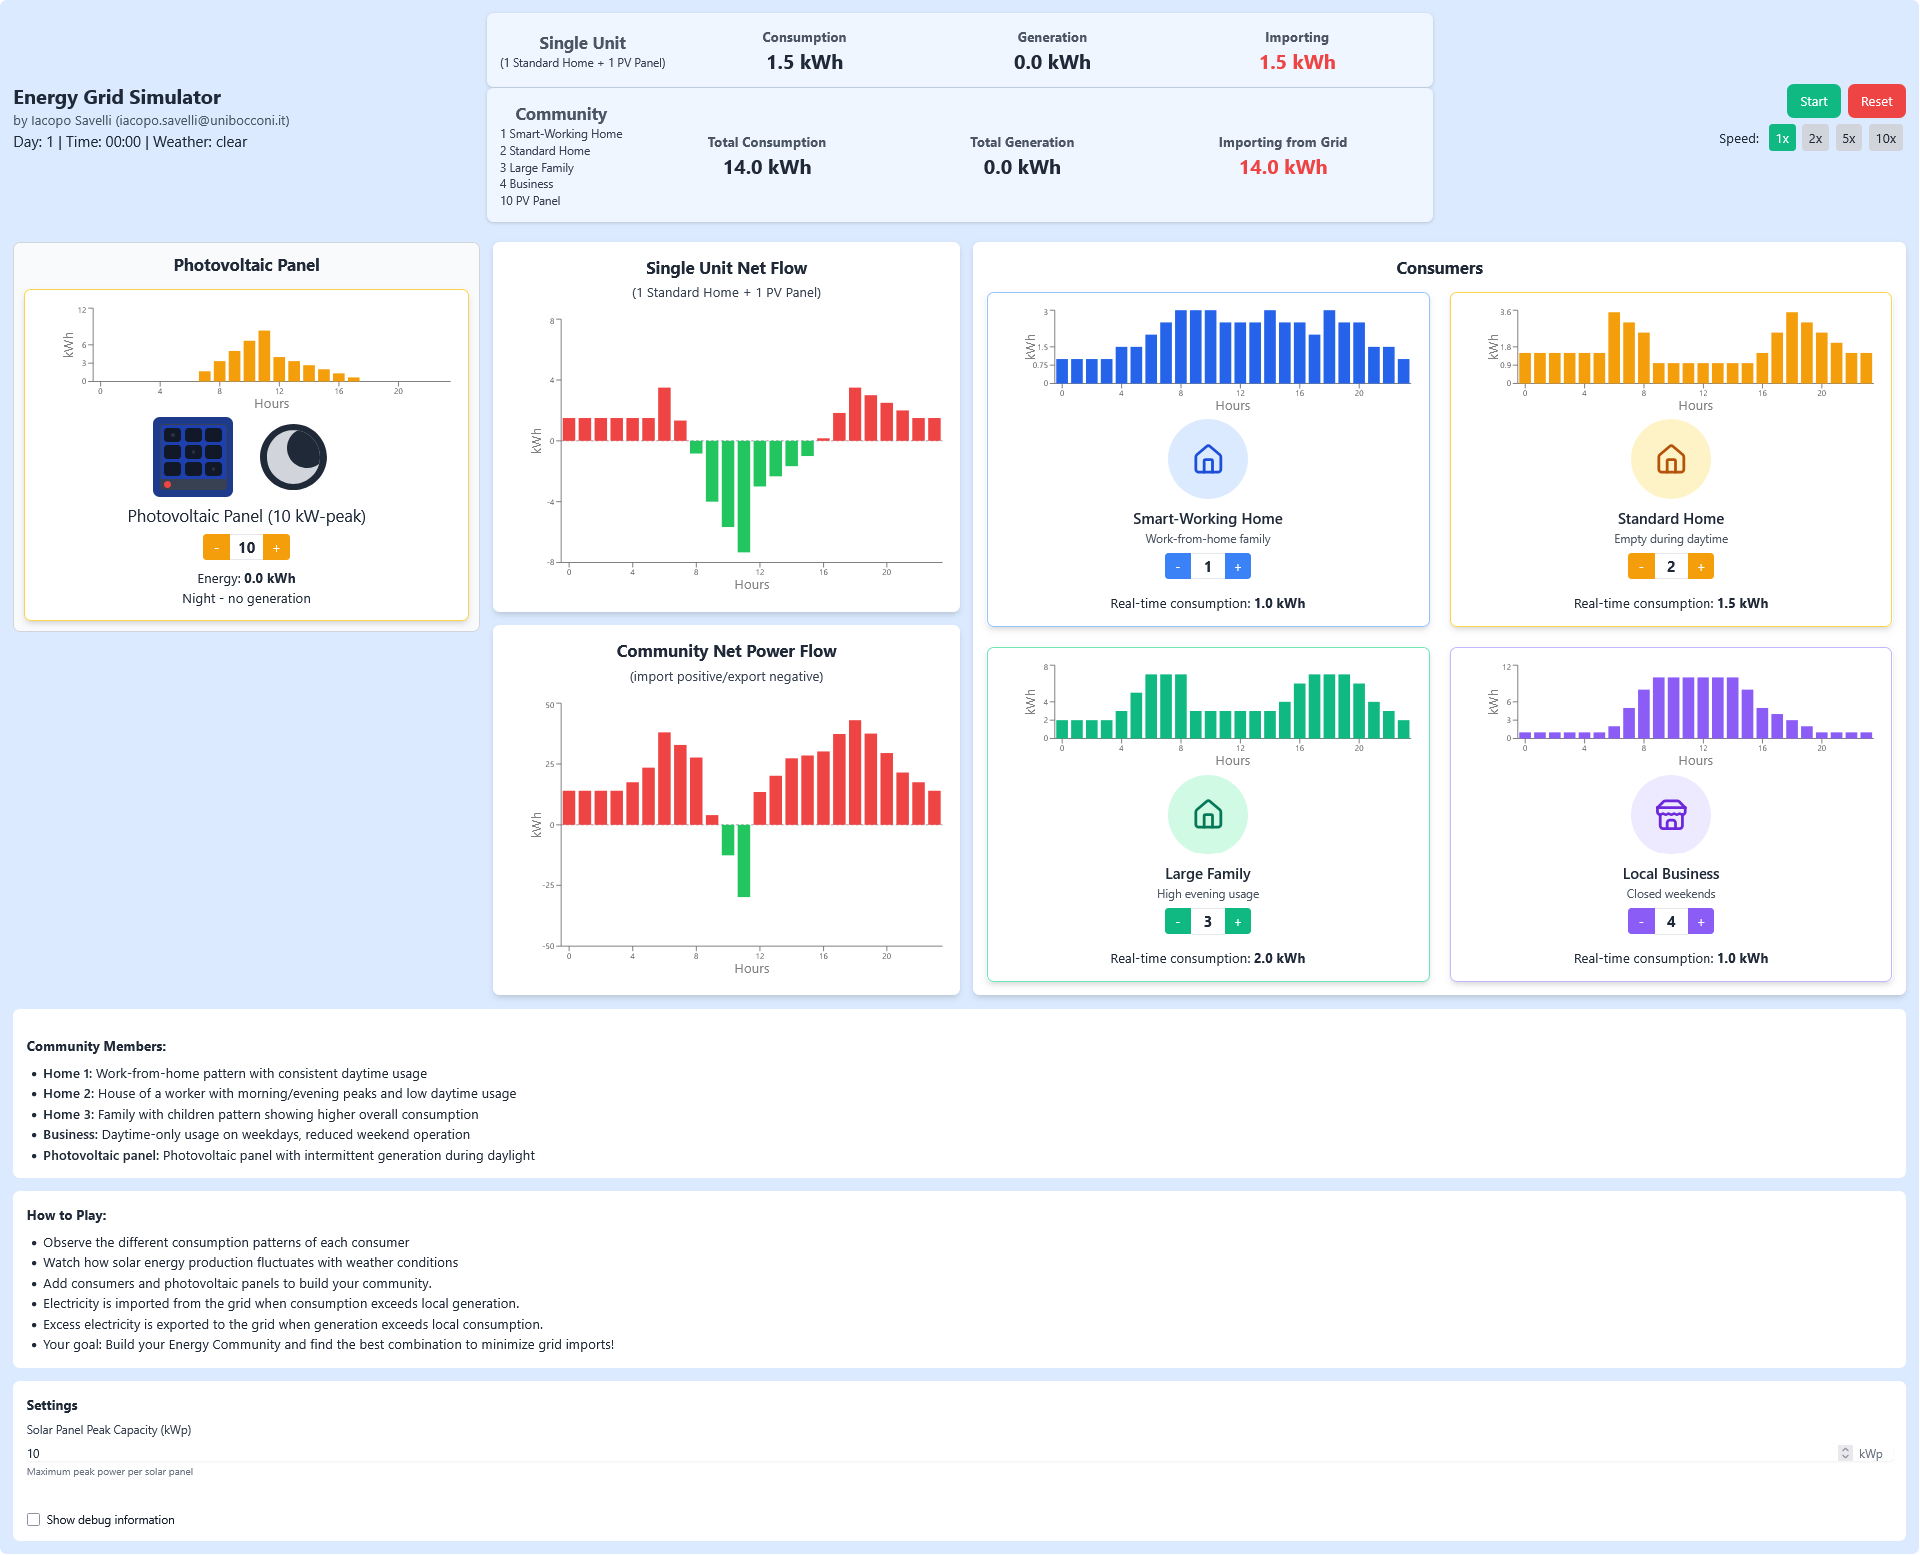 Energy Grid Simulator
by Iacopo Savelli (iacopo.savelli@unibocconi.it)
Day: 1 | Time: 00:00 | Weather: clear
Single Unit
(1 Standard Home + 1 PV Panel)
Consumption
1.5 kWh
Generation
0.0 kWh
Importing
1.5 kWh
Community
1 Smart-Working Home
2 Standard Home
3 Large Family
4 Business
10 PV Panel
Total Consumption
14.0 kWh
Total Generation
0.0 kWh
Importing from Grid
14.0 kWh
Start Reset
Speed: 1x 2x 5x 10x
Photovoltaic Panel
12
6
3
0
kWh
0 4 8 12 16 20
Hours
Photovoltaic Panel (10 kW-peak)
- 10 +
Energy: 0.0 kWh
Night - no generation
Single Unit Net Flow
(1 Standard Home + 1 PV Panel)
8
4
0
-4
-8
kWh
0 4 8 12 16 20
Hours
Community Net Power Flow
(import positive/export negative)
50
25
0
-25
-50
kWh
0 4 8 12 16 20
Hours
Consumers
3
1.5
0.75
0
kWh
0 4 8 12 16 20
Hours
Smart-Working Home
Work-from-home family
- 1 +
Real-time consumption: 1.0 kWh
3.6
1.8
0.9
0
kWh
0 4 8 12 16 20
Hours
Standard Home
Empty during daytime
- 2 +
Real-time consumption: 1.5 kWh
8
4
2
0
kWh
0 4 8 12 16 20
Hours
Large Family
High evening usage
- 3 +
Real-time consumption: 2.0 kWh
12
6
3
0
kWh
0 4 8 12 16 20
Hours
Local Business
Closed weekends
- 4 +
Real-time consumption: 1.0 kWh
Community Members:
• Home 1: Work-from-home pattern with consistent daytime usage
• Home 2: House of a worker with morning/evening peaks and low daytime usage
• Home 3: Family with children pattern showing higher overall consumption
• Business: Daytime-only usage on weekdays, reduced weekend operation
• Photovoltaic panel: Photovoltaic panel with intermittent generation during daylight
How to Play:
• Observe the different consumption patterns of each consumer
• Watch how solar energy production fluctuates with weather conditions
• Add consumers and photovoltaic panels to build your community.
• Electricity is imported from the grid when consumption exceeds local generation.
• Excess electricity is exported to the grid when generation exceeds local consumption.
• Your goal: Build your Energy Community and find the best combination to minimize grid imports!
Settings
Solar Panel Peak Capacity (kWp)
10 kWp
Maximum peak power per solar panel
Show debug information